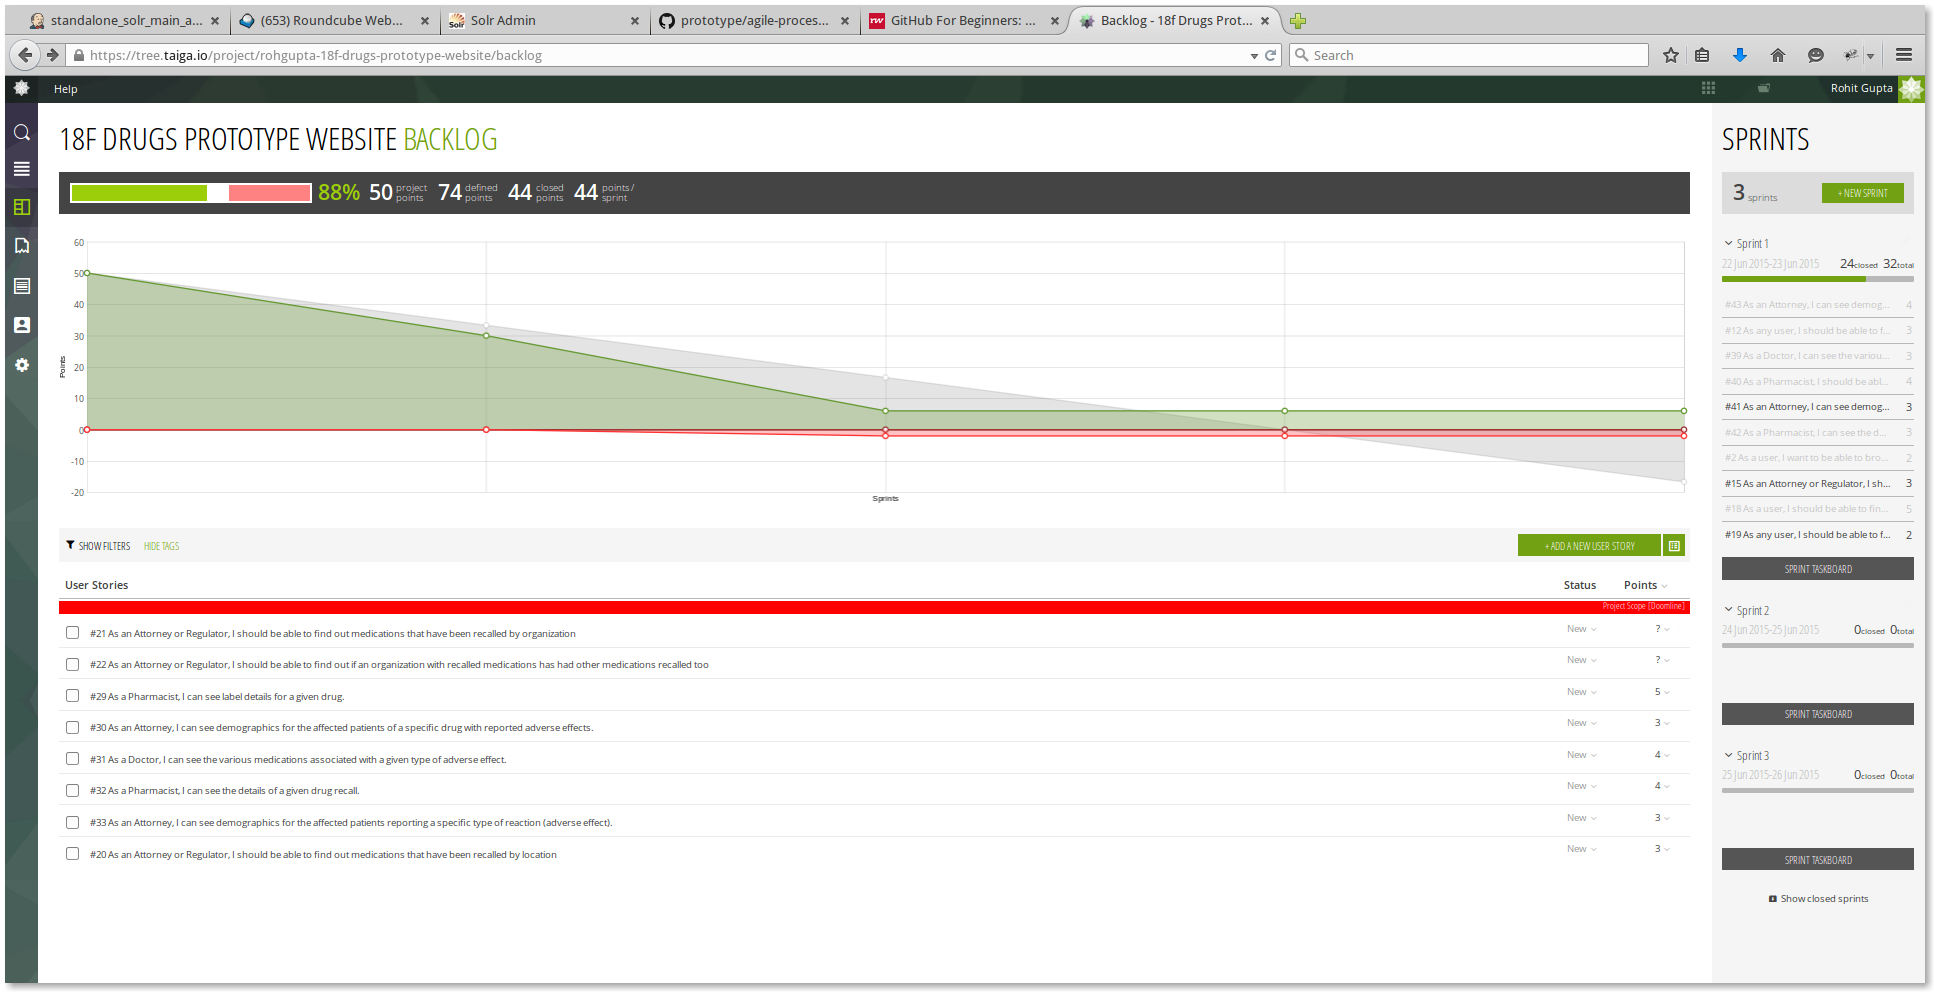 standalone_solr_main_a...
(653) Roundcube Web...
Solr Admin
prototype/agile-proces...
GitHub For Beginners: ...
Backlog - 18f Drugs Prot...
https://tree.taiga.io/project/rohgupta-18f-drugs-prototype-website/backlog
Search
Help
Rohit Gupta
18F DRUGS PROTOTYPE WEBSITE BACKLOG
88% 50 project points 74 defined points 44 closed points 44 points / sprint
60
50
40
30
20
10
0
-10
-20
Points
Sprints
SHOW FILTERS HIDE TAGS
+ ADD A NEW USER STORY
User Stories Status Points
Project Scope [Doomline]
#21 As an Attorney or Regulator, I should be able to find out medications that have been recalled by organization New ?
#22 As an Attorney or Regulator, I should be able to find out if an organization with recalled medications has had other medications recalled too New ?
#29 As a Pharmacist, I can see label details for a given drug. New 5
#30 As an Attorney, I can see demographics for the affected patients of a specific drug with reported adverse effects. New 3
#31 As a Doctor, I can see the various medications associated with a given type of adverse effect. New 4
#32 As a Pharmacist, I can see the details of a given drug recall. New 4
#33 As an Attorney, I can see demographics for the affected patients reporting a specific type of reaction (adverse effect). New 3
#20 As an Attorney or Regulator, I should be able to find out medications that have been recalled by location New 3
SPRINTS
3 sprints
+ NEW SPRINT
Sprint 1
22 Jun 2015-23 Jun 2015 24closed 32total
#43 As an Attorney, I can see demog... 4
#12 As any user, I should be able to f... 3
#39 As a Doctor, I can see the variou... 3
#40 As a Pharmacist, I should be abl... 4
#41 As an Attorney, I can see demog... 3
#42 As a Pharmacist, I can see the d... 3
#2 As a user, I want to be able to bro... 2
#15 As an Attorney or Regulator, I sh... 3
#18 As a user, I should be able to fin... 5
#19 As any user, I should be able to f... 2
SPRINT TASKBOARD
Sprint 2
24 Jun 2015-25 Jun 2015 0closed 0total
SPRINT TASKBOARD
Sprint 3
25 Jun 2015-26 Jun 2015 0closed 0total
SPRINT TASKBOARD
Show closed sprints